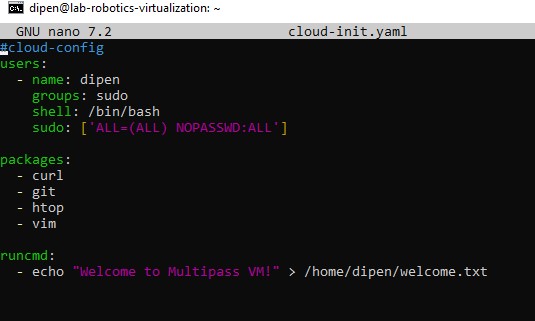 dipen@lab-robotics-virtualization: ~
GNU nano 7.2 cloud-init.yaml
#cloud-config
users:
  - name: dipen
    groups: sudo
    shell: /bin/bash
    sudo: ['ALL=(ALL) NOPASSWD:ALL']

packages:
  - curl
  - git
  - htop
  - vim

runcmd:
  - echo "Welcome to Multipass VM!" > /home/dipen/welcome.txt